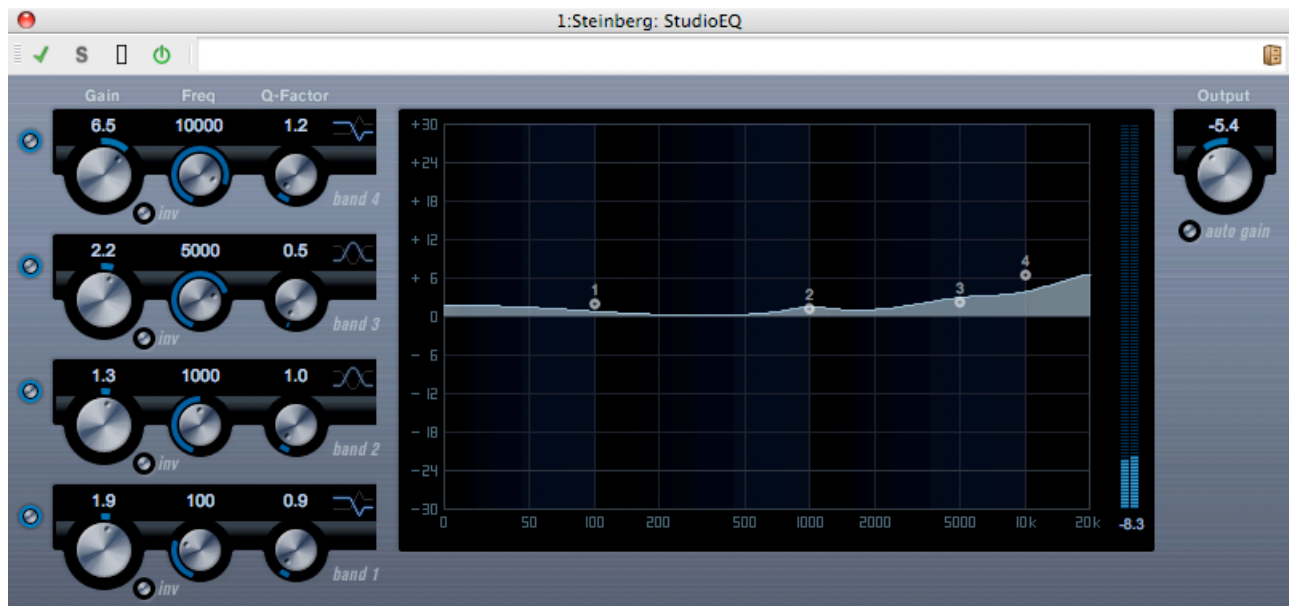 1:Steinberg: StudioEQ
S
Gain Freq Q-Factor
6.5 10000 1.2
inv band 4
2.2 5000 0.5
inv band 3
1.3 1000 1.0
inv band 2
1.9 100 0.9
inv band 1
+30
+24
+18
+12
+6
0
-6
-12
-18
-24
-30
1 2 3 4
0 50 100 200 500 1000 2000 5000 10k 20k
-8.3
Output
-5.4
auto gain